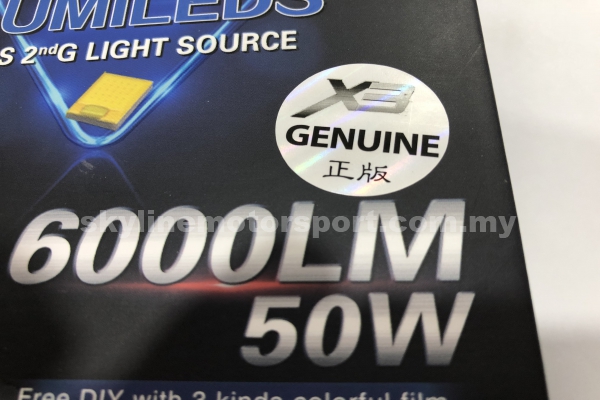 UMILEDS
S 2ndG LIGHT SOURCE
X3
GENUINE
正版
skylinemotorsport.com.my
6000LM
50W
Free DIY with 3 kinds colorful film